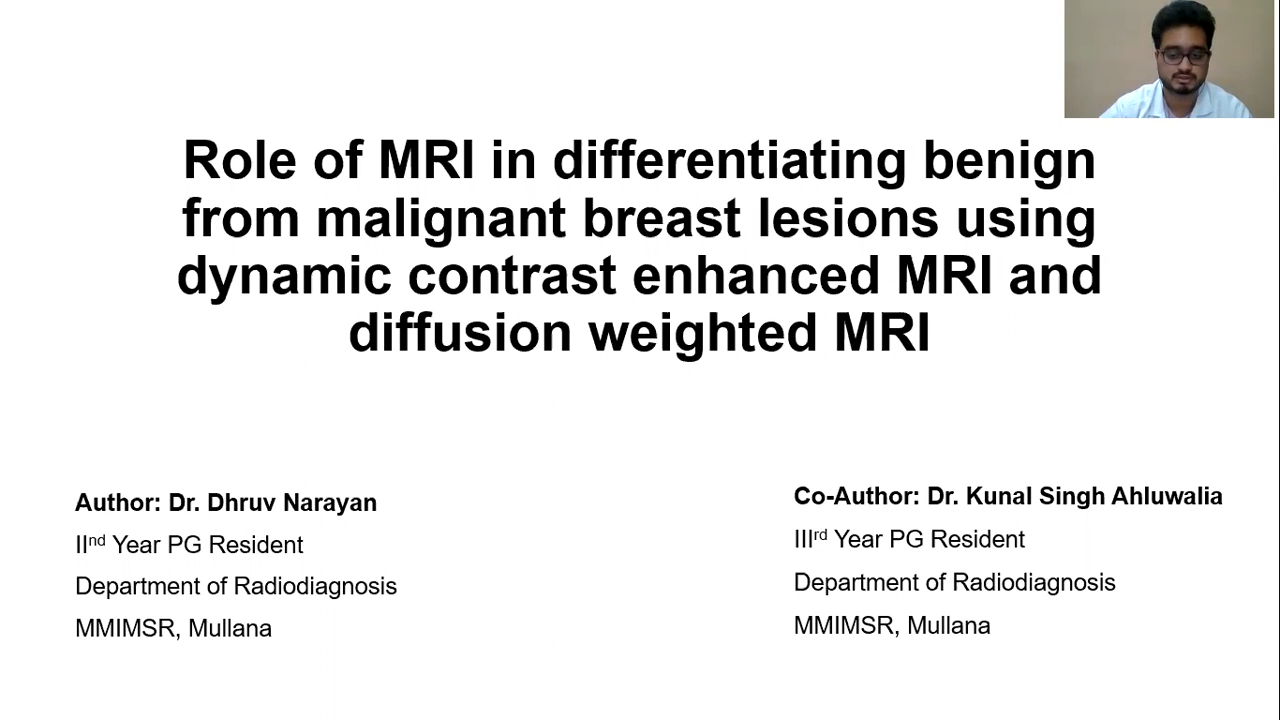 Role of MRI in differentiating benign
from malignant breast lesions using
dynamic contrast enhanced MRI and
diffusion weighted MRI
Author: Dr. Dhruv Narayan
IInd Year PG Resident
Department of Radiodiagnosis
MMIMSR, Mullana
Co-Author: Dr. Kunal Singh Ahluwalia
IIIrd Year PG Resident
Department of Radiodiagnosis
MMIMSR, Mullana